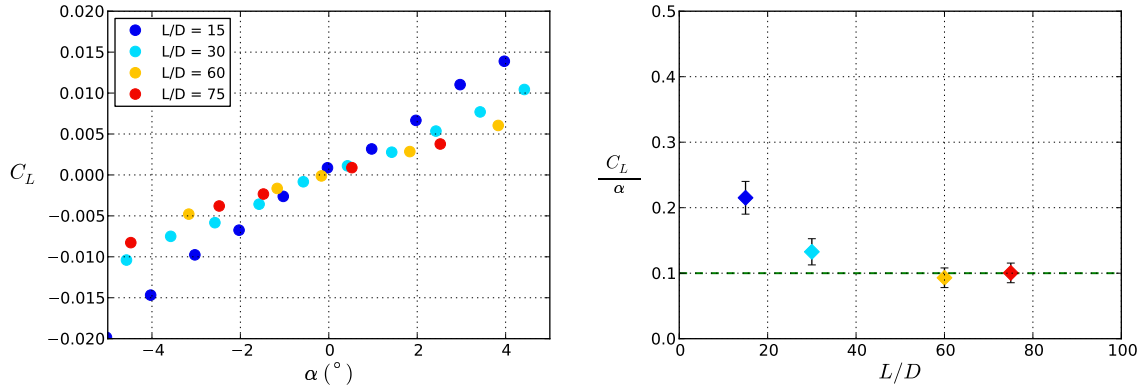 0.020
0.015
0.010
0.005
0.000
−0.005
−0.010
−0.015
−0.020
C_L
L/D = 15
L/D = 30
L/D = 60
L/D = 75
−4 −2 0 2 4
α (°)
0.5
0.4
0.3
0.2
0.1
0.0
C_L
α
0 20 40 60 80 100
L/D